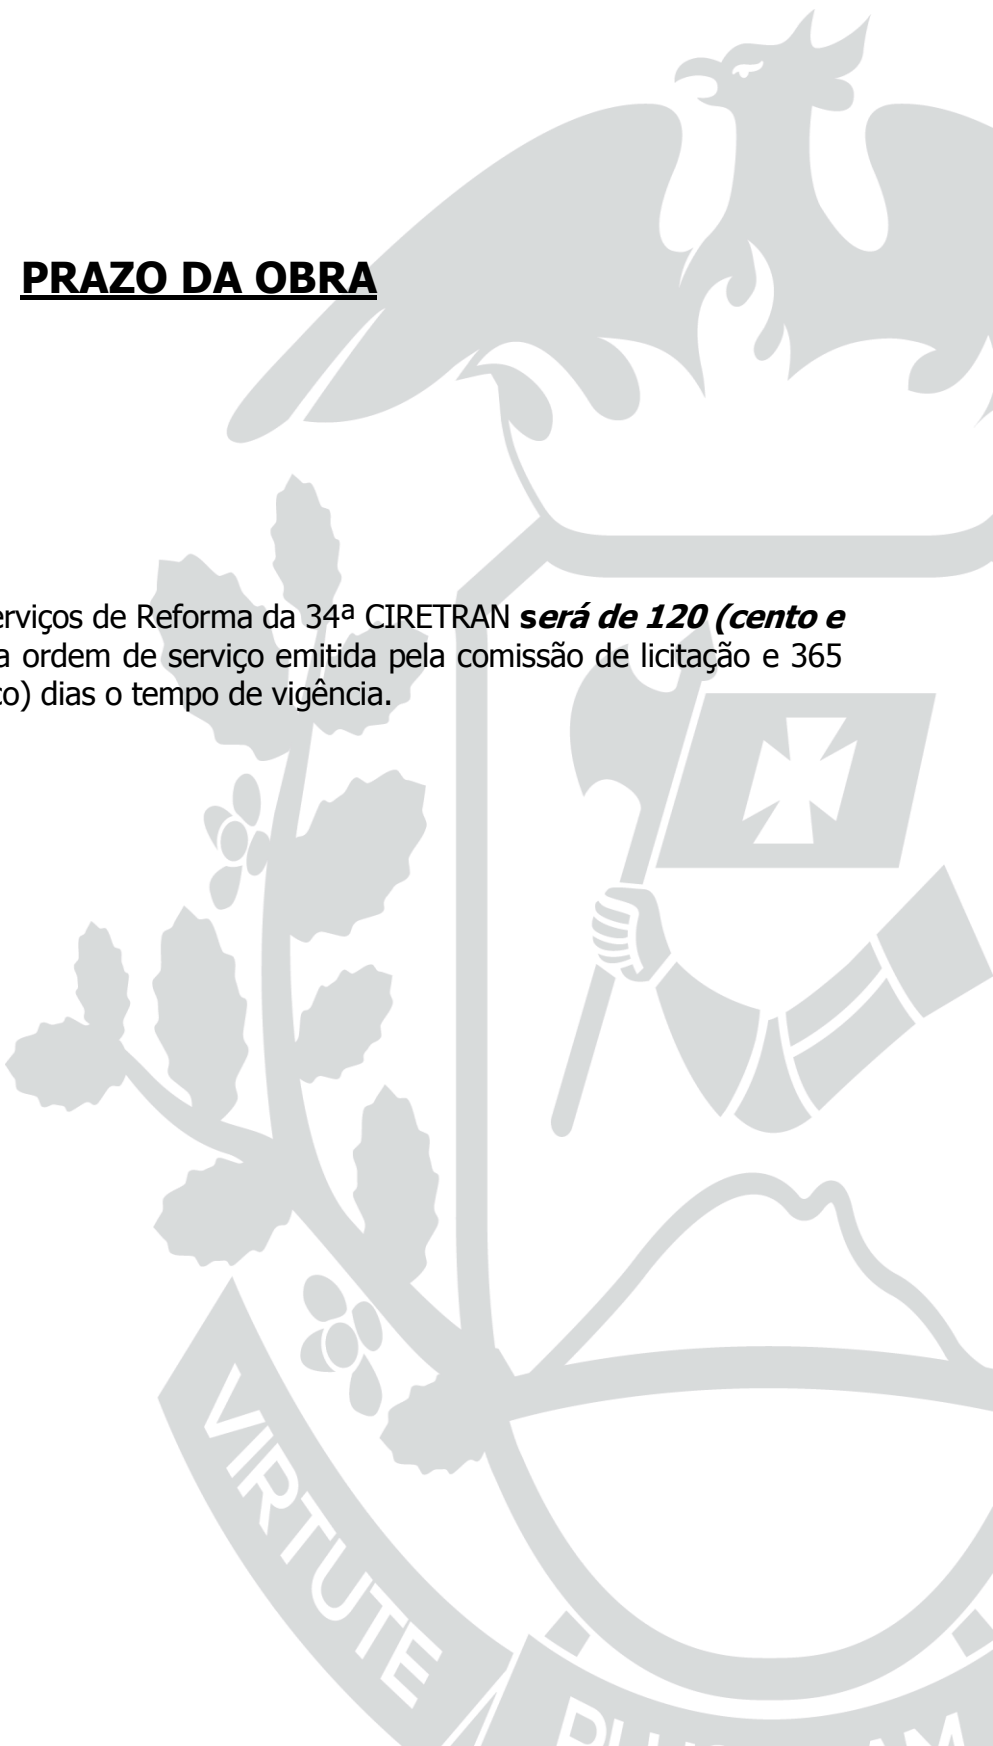 PRAZO DA OBRA
erviços de Reforma da 34ª CIRETRAN será de 120 (cento e
a ordem de serviço emitida pela comissão de licitação e 365
co) dias o tempo de vigência.
VIRTUTE